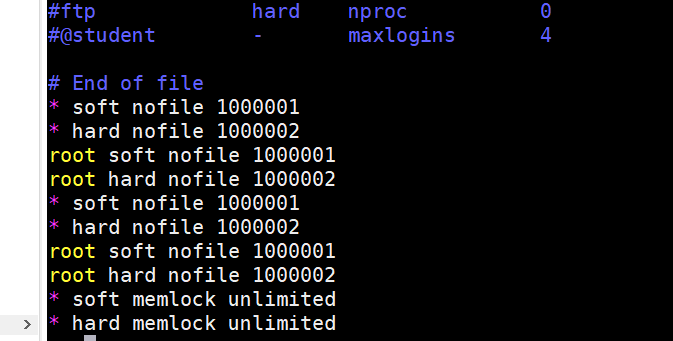 #ftp             hard    nproc           0
#@student        -       maxlogins       4

# End of file
* soft nofile 1000001
* hard nofile 1000002
root soft nofile 1000001
root hard nofile 1000002
* soft nofile 1000001
* hard nofile 1000002
root soft nofile 1000001
root hard nofile 1000002
* soft memlock unlimited
* hard memlock unlimited